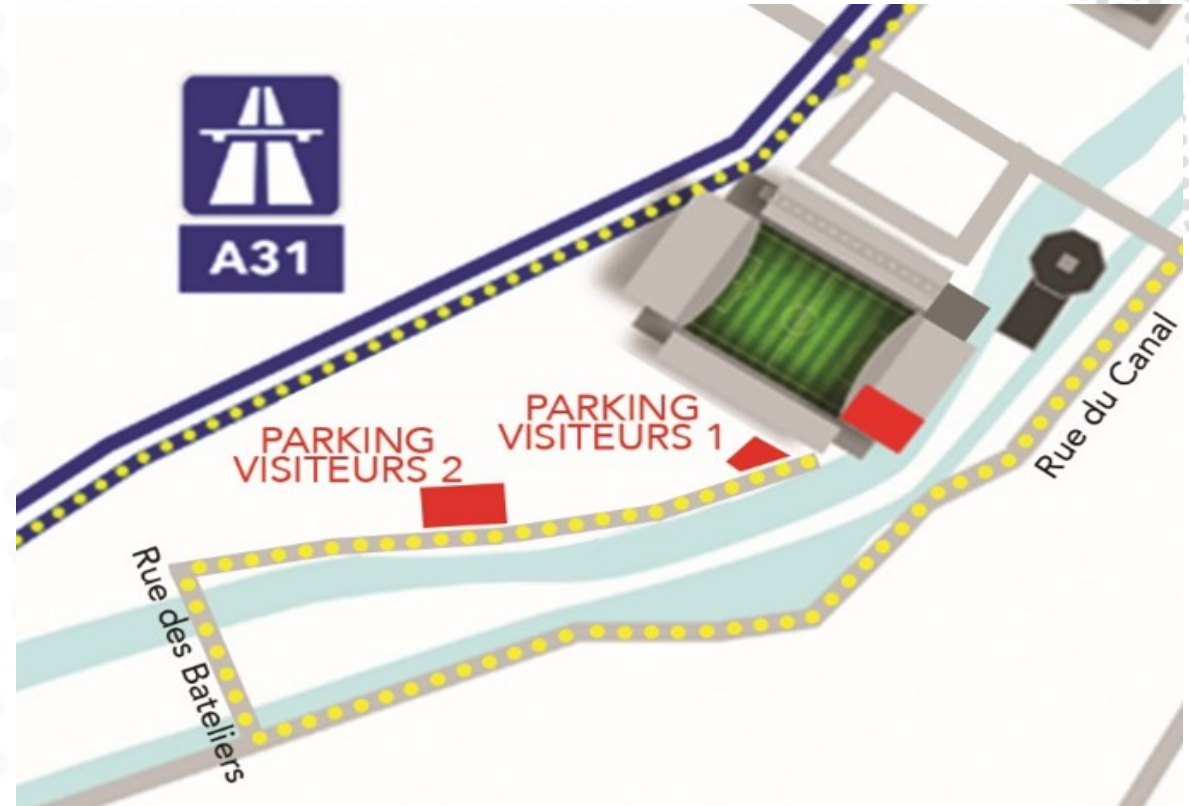 A31
PARKING
VISITEURS 1
PARKING
VISITEURS 2
Rue du Canal
Rue des Bateliers